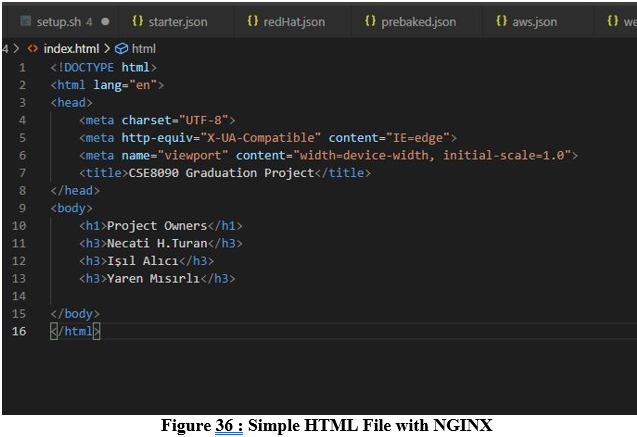 setup.sh 4 ● {} starter.json {} redHat.json {} prebaked.json {} aws.json {} we
4 > <> index.html > html
1 <!DOCTYPE html>
2 <html lang="en">
3 <head>
4 <meta charset="UTF-8">
5 <meta http-equiv="X-UA-Compatible" content="IE=edge">
6 <meta name="viewport" content="width=device-width, initial-scale=1.0">
7 <title>CSE8090 Graduation Project</title>
8 </head>
9 <body>
10 <h1>Project Owners</h1>
11 <h3>Necati H.Turan</h3>
12 <h3>Işıl Alıcı</h3>
13 <h3>Yaren Mısırlı</h3>
14
15 </body>
16 </html>
Figure 36 : Simple HTML File with NGINX